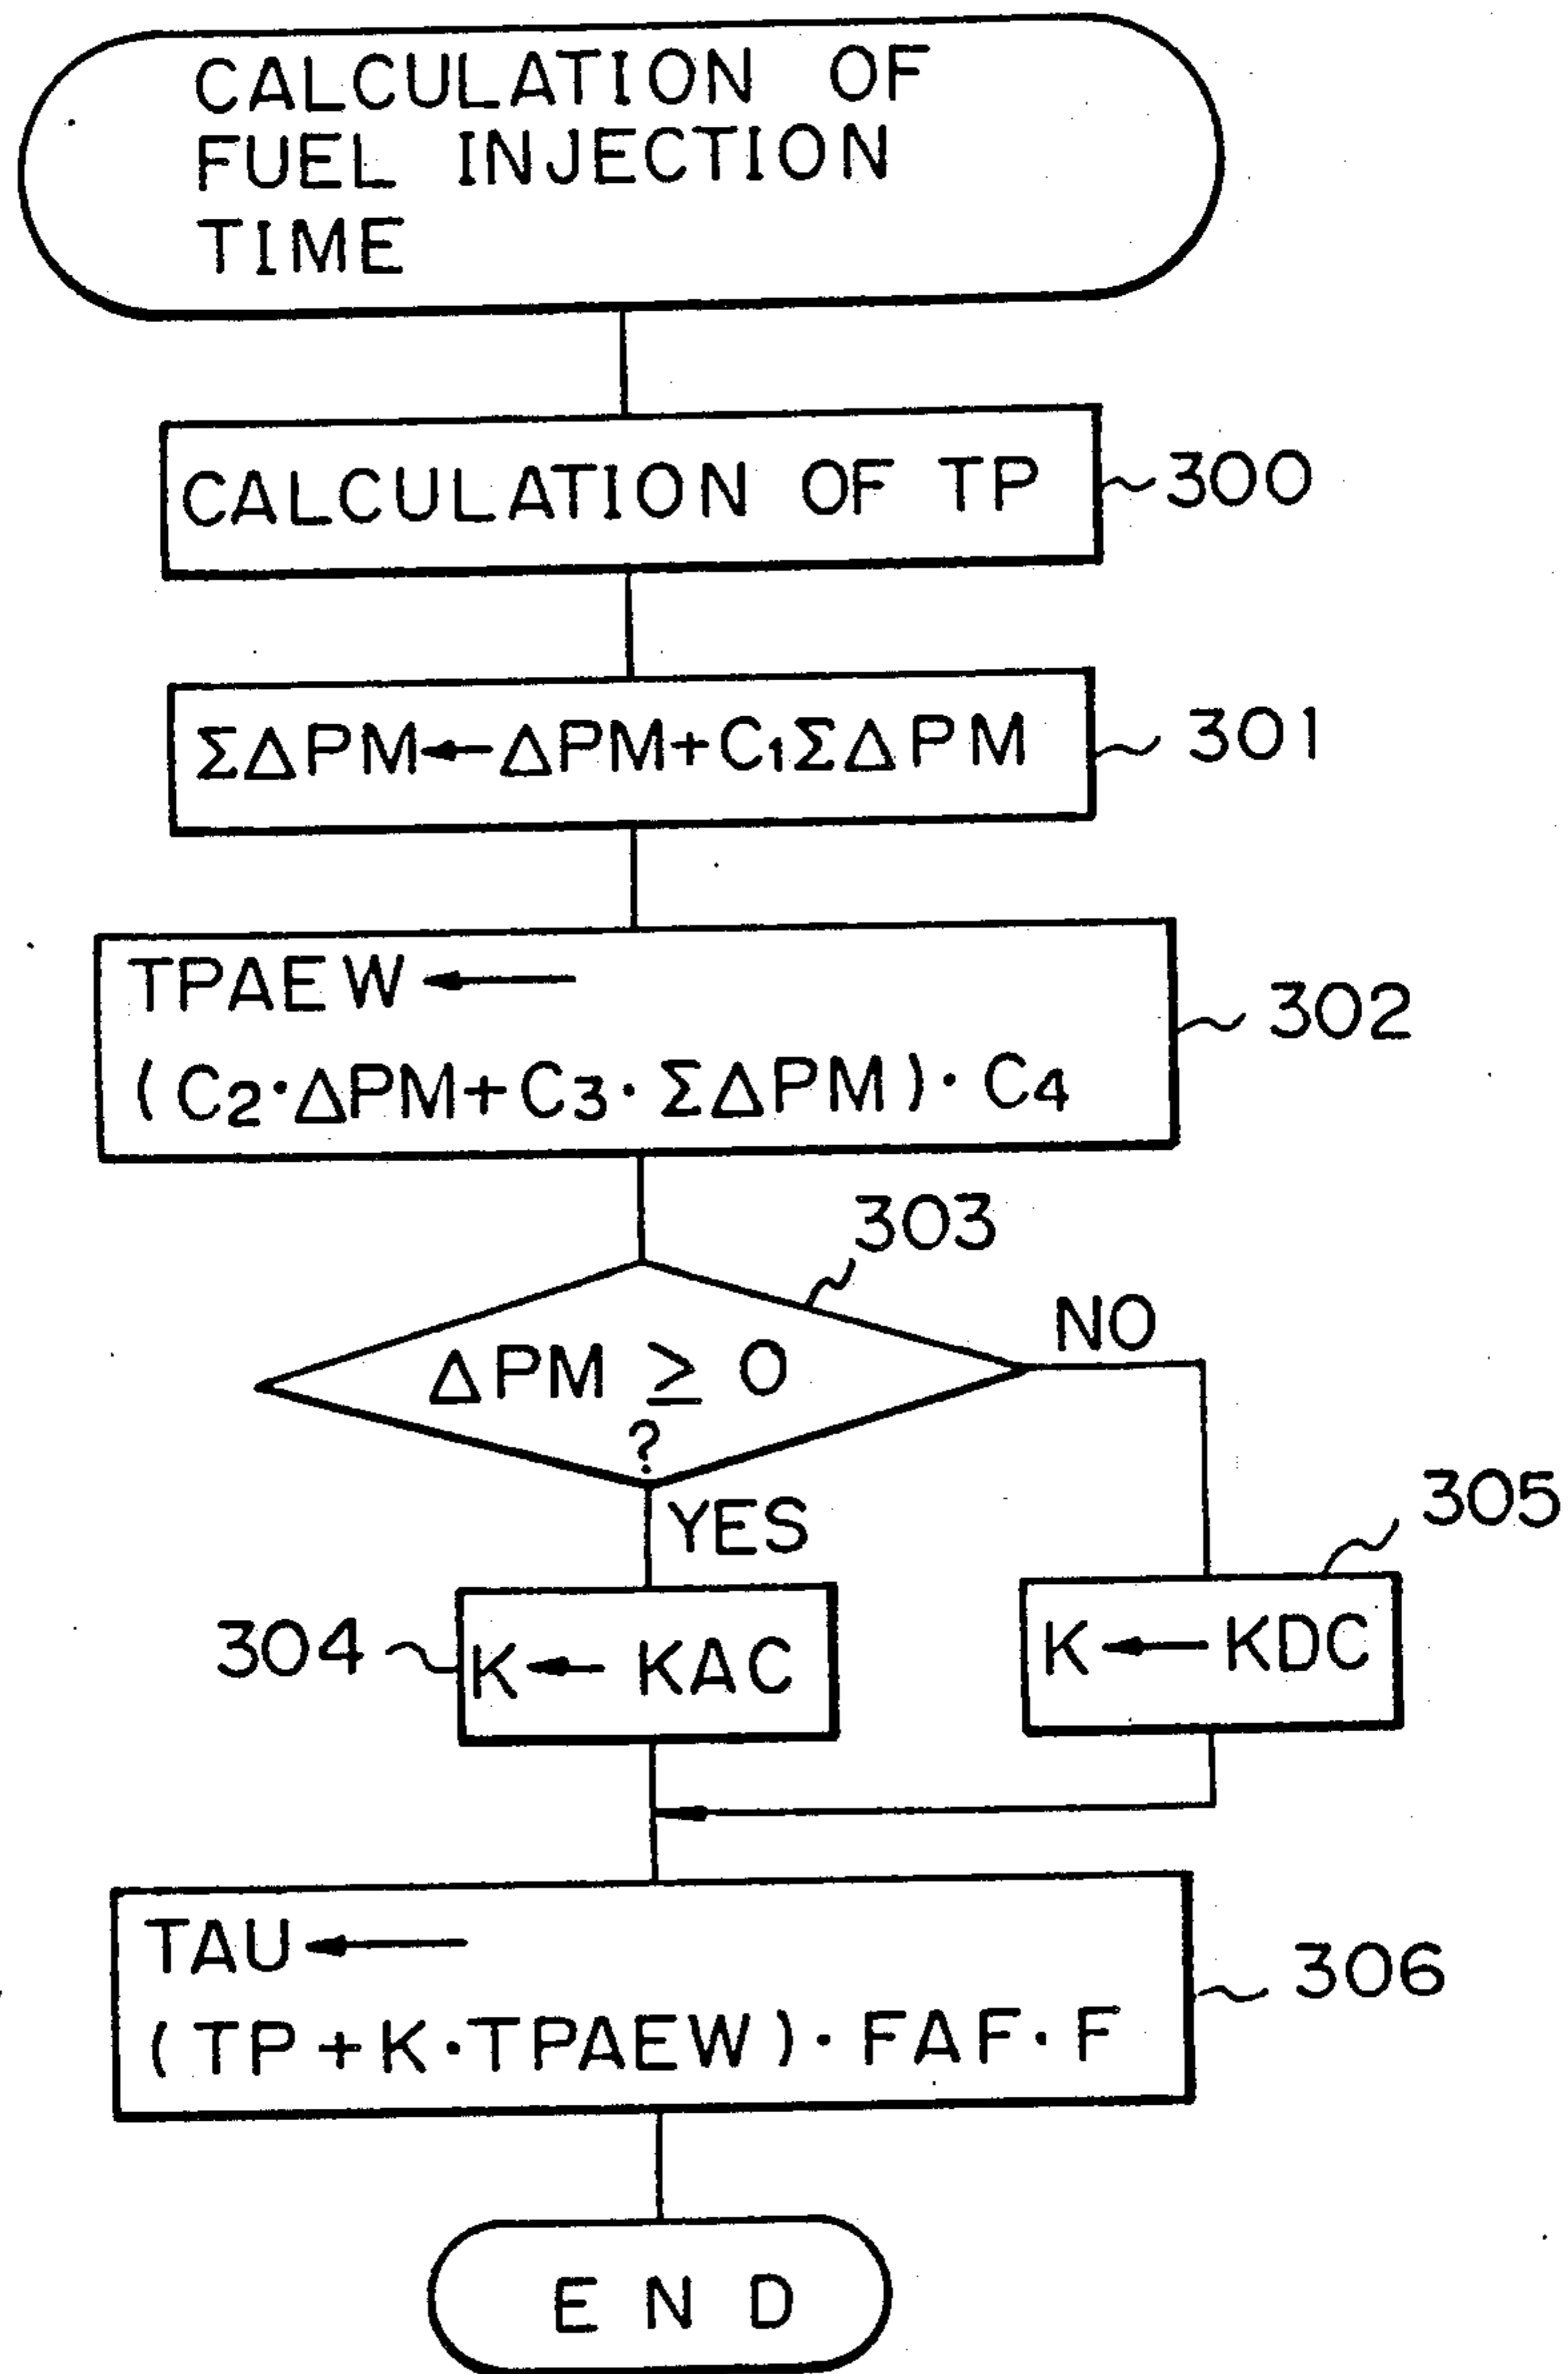 CALCULATION OF
FUEL INJECTION
TIME
CALCULATION OF TP
300
ΣΔPM←ΔPM+C₁ΣΔPM
301
TPAEW←
(C₂·ΔPM+C₃·ΣΔPM)·C₄
302
303
ΔPM ≥ 0
?
NO
YES
305
304
K← KAC
K←KDC
TAU←
(TP+K·TPAEW)·FAF·F
306
END